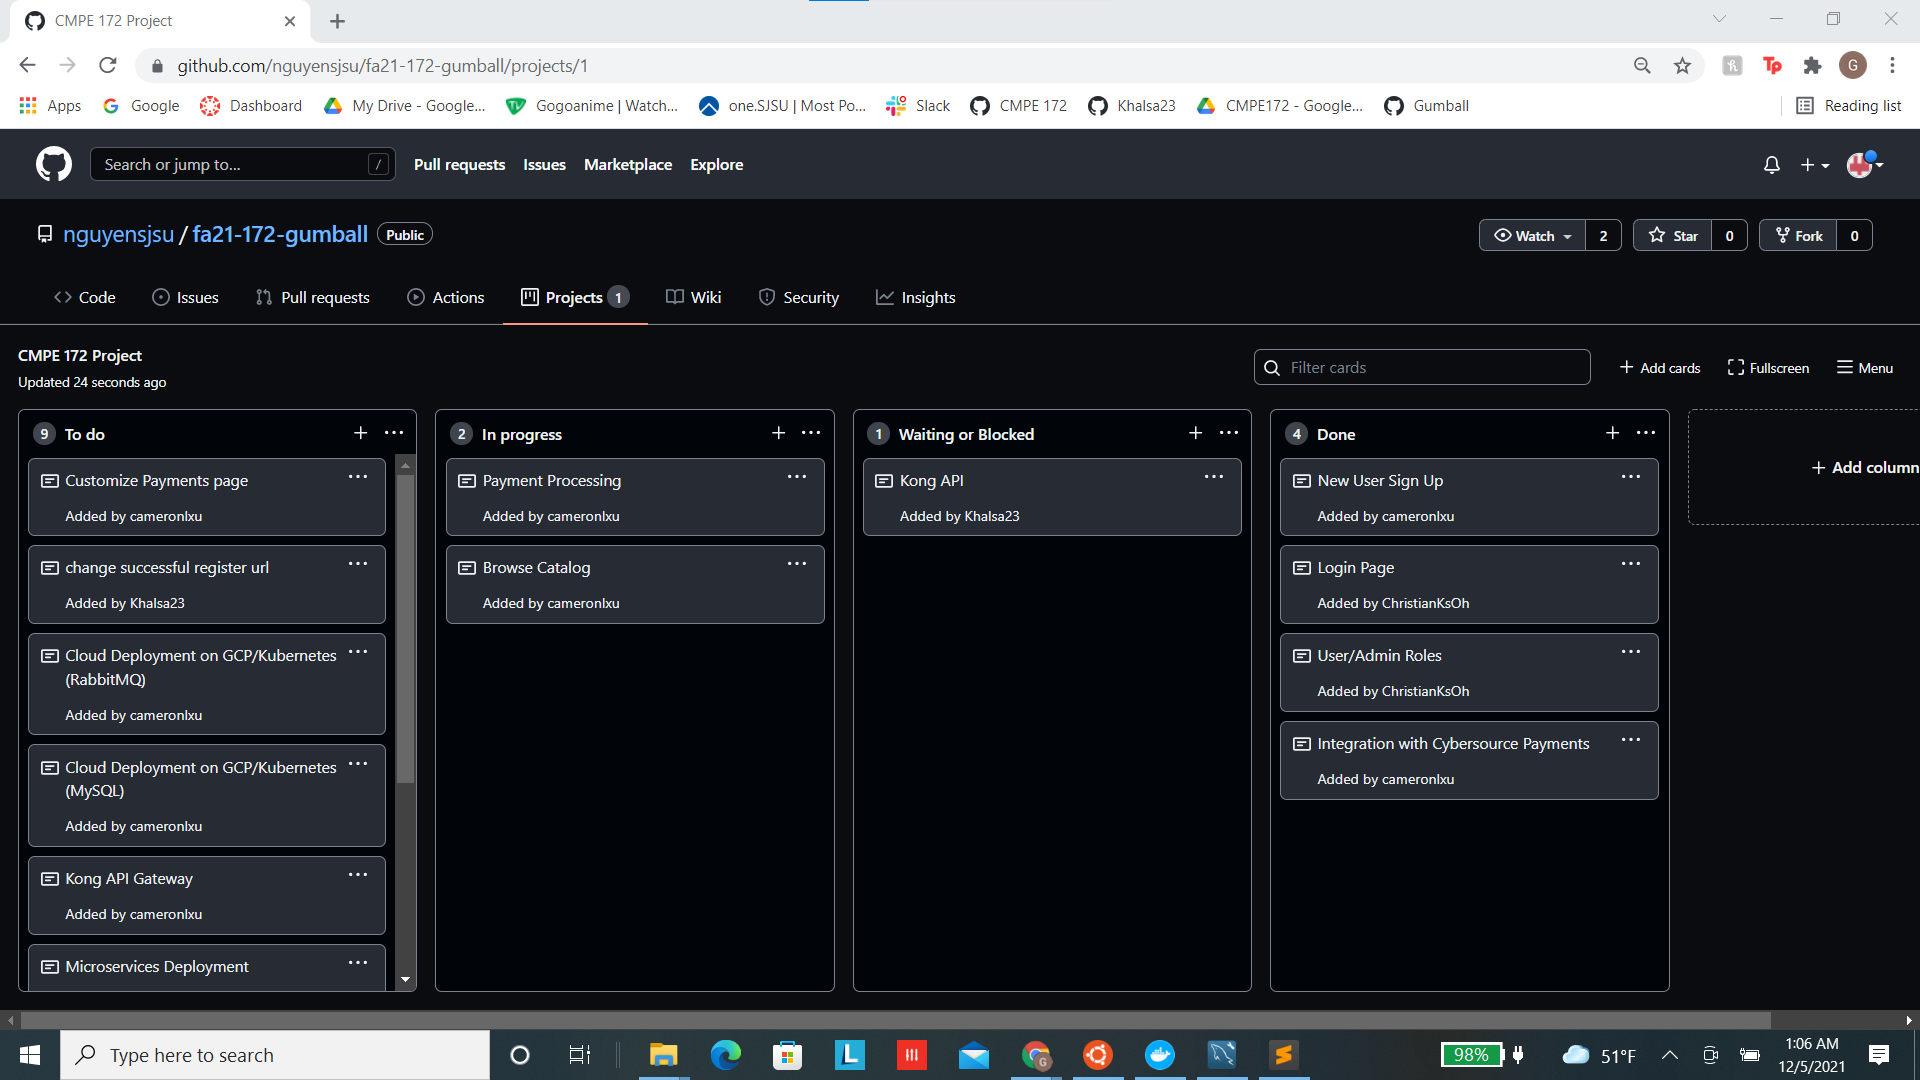 CMPE 172 Project
github.com/nguyensjsu/fa21-172-gumball/projects/1
G
Apps
Google
Dashboard
My Drive - Google...
Gogoanime | Watch...
one.SJSU | Most Po...
Slack
CMPE 172
Khalsa23
CMPE172 - Google...
Gumball
Reading list
Search or jump to...
/
Pull requests
Issues
Marketplace
Explore
nguyensjsu / fa21-172-gumball
Public
Watch 2
Star 0
Fork 0
Code
Issues
Pull requests
Actions
Projects 1
Wiki
Security
Insights
CMPE 172 Project
Updated 24 seconds ago
Filter cards
Add cards
Fullscreen
Menu
9 To do
Customize Payments page
Added by cameronlxu
change successful register url
Added by Khalsa23
Cloud Deployment on GCP/Kubernetes
(RabbitMQ)
Added by cameronlxu
Cloud Deployment on GCP/Kubernetes
(MySQL)
Added by cameronlxu
Kong API Gateway
Added by cameronlxu
Microservices Deployment
2 In progress
Payment Processing
Added by cameronlxu
Browse Catalog
Added by cameronlxu
1 Waiting or Blocked
Kong API
Added by Khalsa23
4 Done
New User Sign Up
Added by cameronlxu
Login Page
Added by ChristianKsOh
User/Admin Roles
Added by ChristianKsOh
Integration with Cybersource Payments
Added by cameronlxu
Add column
Type here to search
98%
51°F
1:06 AM
12/5/2021